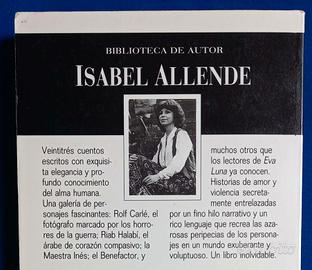 BIBLIOTECA DE AUTOR
ISABEL ALLENDE
Veintitrés cuentos
escritos con exquisi-
ta elegancia y pro-
fundo conocimiento
del alma humana.
Una galería de per-
sonajes fascinantes: Rolf Carlé, el
fotógrafo marcado por los horro-
res de la guerra; Riab Halabí, el
árabe de corazón compasivo; la
Maestra Inés; el Benefactor, y
muchos otros que
los lectores de Eva
Luna ya conocen.
Historias de amor y
violencia secreta-
mente entrelazadas
por un fino hilo narrativo y un
rico lenguaje que recrea las azo-
rosas peripecias de los persona-
jes en un mundo exuberante y
voluptuoso. Un libro inolvidable.